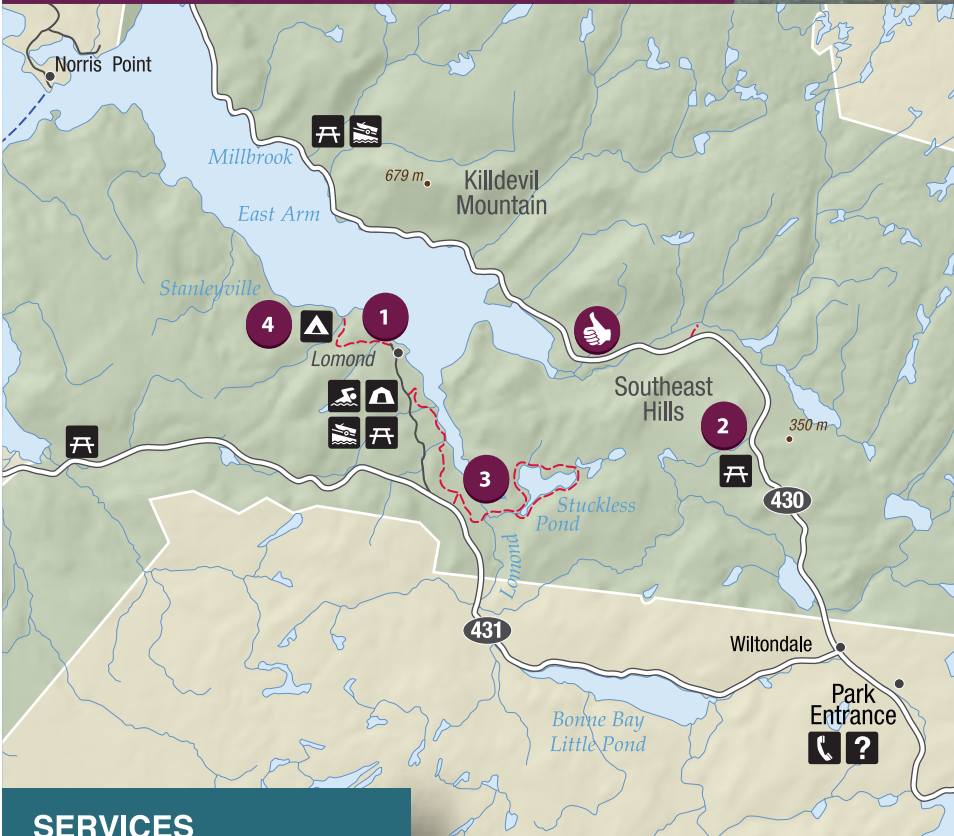 Norris Point
Millbrook
679 m
Killdevil
Mountain
East Arm
Stanleyville
4
1
Lomond
Southeast
Hills
2
350 m
3
Stuckless
Pond
430
Lomond
431
Wiltondale
Park
Entrance
?
Bonne Bay
Little Pond
SERVICES